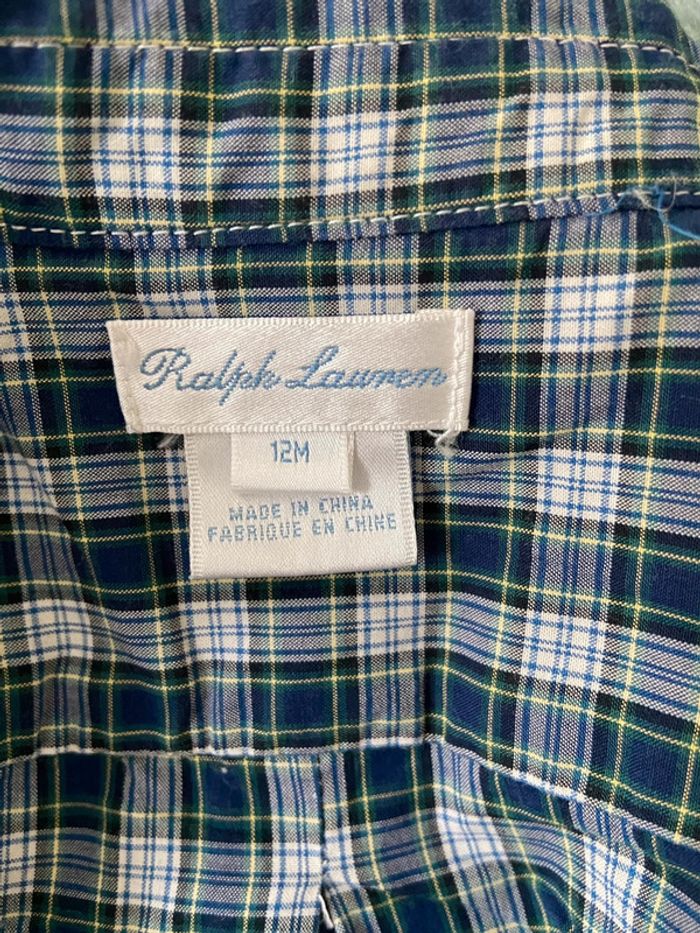 Ralph Lauren
12M
MADE IN CHINA
FABRIQUE EN CHINE